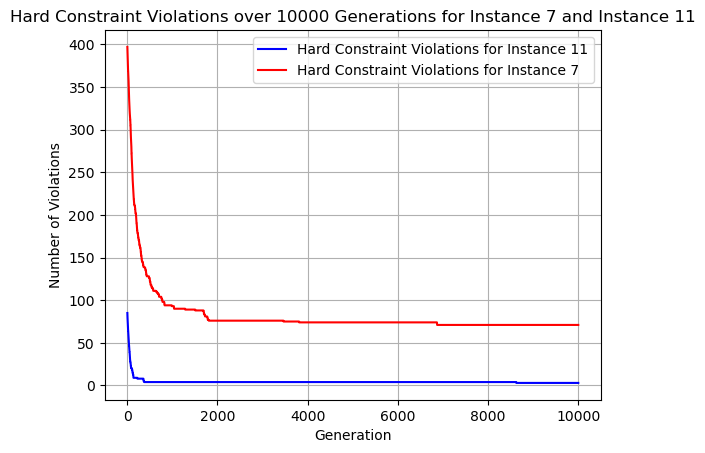 Hard Constraint Violations over 10000 Generations for Instance 7 and Instance 11
Hard Constraint Violations for Instance 11
Hard Constraint Violations for Instance 7
Number of Violations
400
350
300
250
200
150
100
50
0
0 2000 4000 6000 8000 10000
Generation